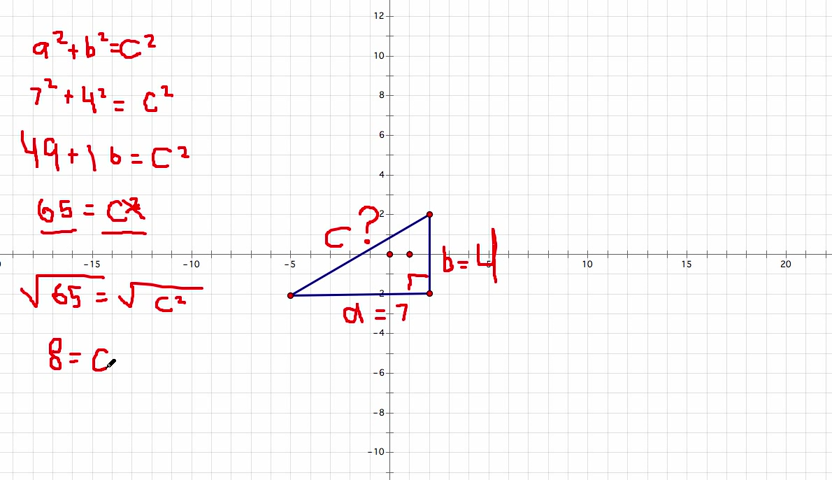 a² + b² = c²
7² + 4² = c²
49 + 16 = c²
65 = c²
√65 = √c²
8 = c
c ?
b = 4
a = 7
12
10
8
6
4
2
-15
-10
-5
5
10
15
20
-2
-4
-6
-8
-10